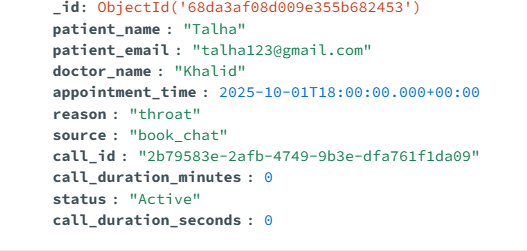 _id: ObjectId('68da3af08d009e355b682453')
patient_name : "Talha"
patient_email : "talha123@gmail.com"
doctor_name : "Khalid"
appointment_time : 2025-10-01T18:00:00.000+00:00
reason : "throat"
source : "book_chat"
call_id : "2b79583e-2afb-4749-9b3e-dfa761f1da09"
call_duration_minutes : 0
status : "Active"
call_duration_seconds : 0